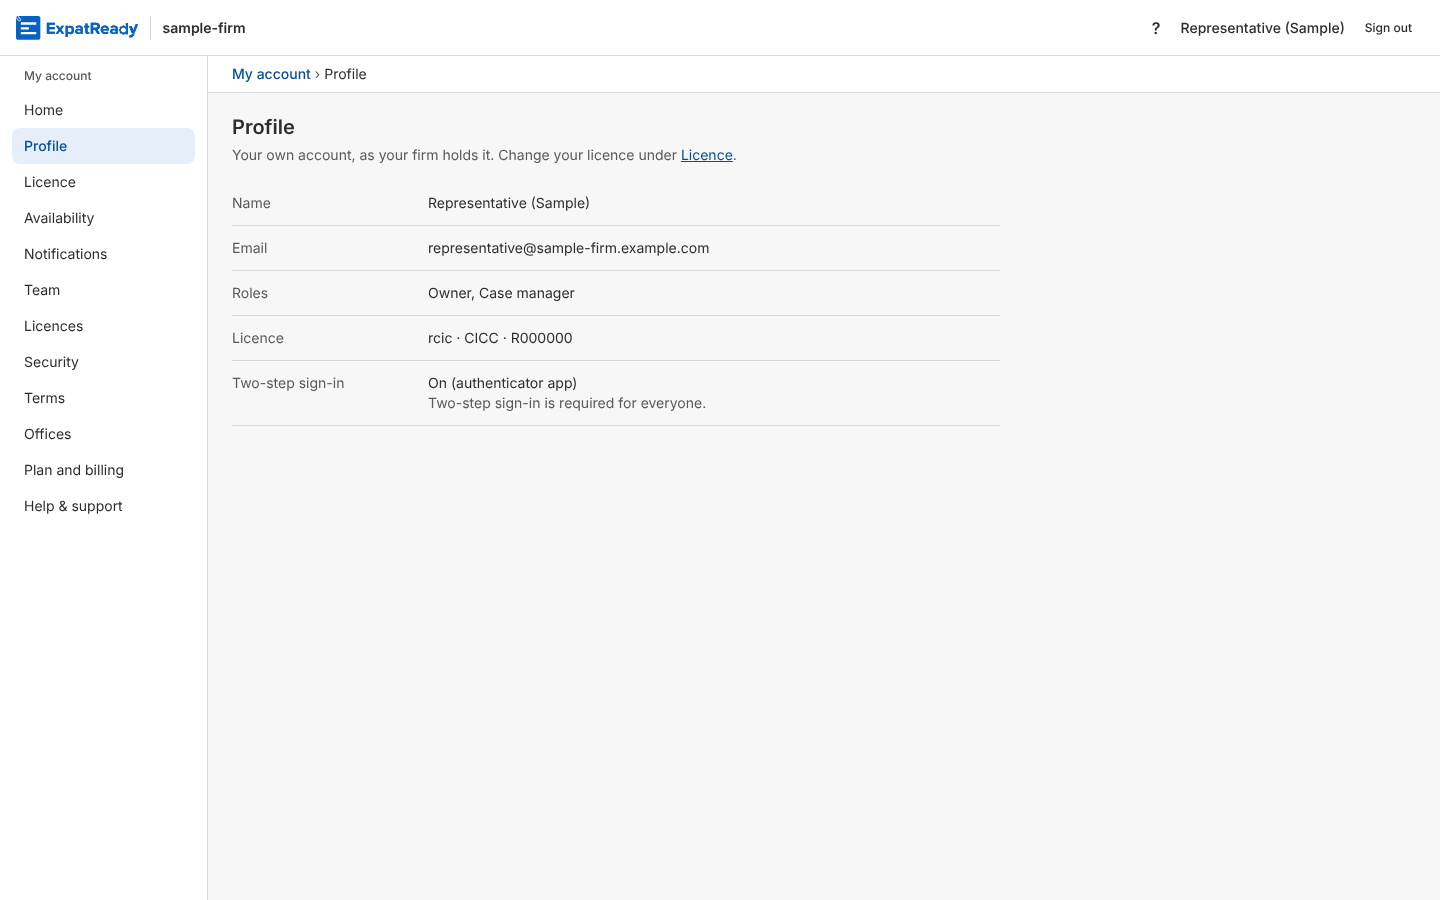 ExpatReady
sample-firm
?
Representative (Sample)
Sign out
My account
Home
Profile
Licence
Availability
Notifications
Team
Licences
Security
Terms
Offices
Plan and billing
Help & support
My account › Profile
Profile
Your own account, as your firm holds it. Change your licence under Licence.
Name Representative (Sample)
Email representative@sample-firm.example.com
Roles Owner, Case manager
Licence rcic · CICC · R000000
Two-step sign-in On (authenticator app)
Two-step sign-in is required for everyone.